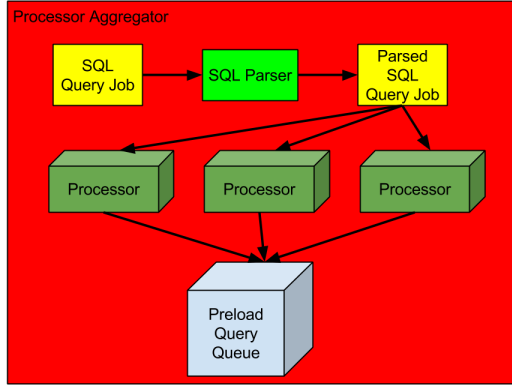 Processor Aggregator
SQL
Query Job
SQL Parser
Parsed
SQL
Query Job
Processor
Processor
Processor
Preload
Query
Queue